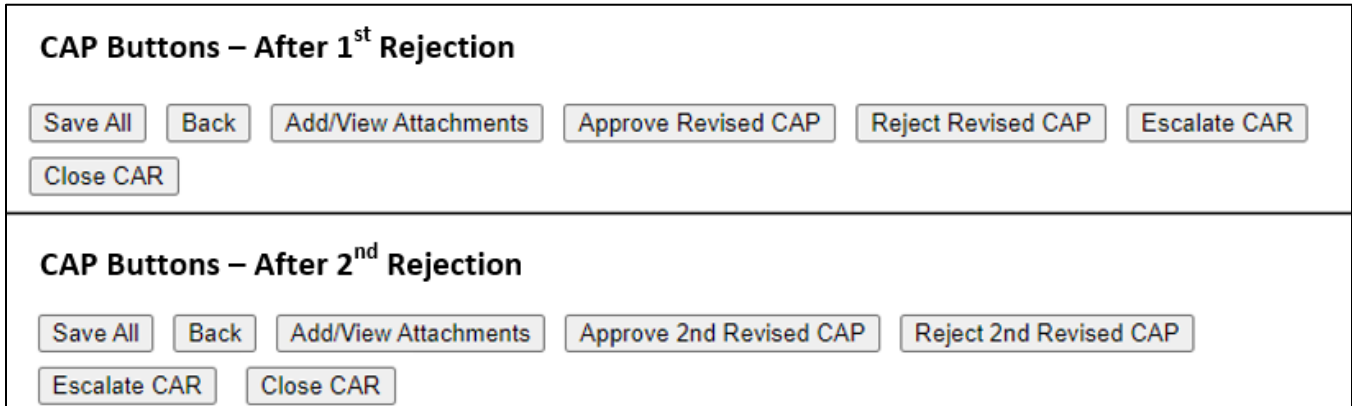 CAP Buttons – After 1st Rejection
Save All Back Add/View Attachments Approve Revised CAP Reject Revised CAP Escalate CAR
Close CAR
CAP Buttons – After 2nd Rejection
Save All Back Add/View Attachments Approve 2nd Revised CAP Reject 2nd Revised CAP
Escalate CAR Close CAR